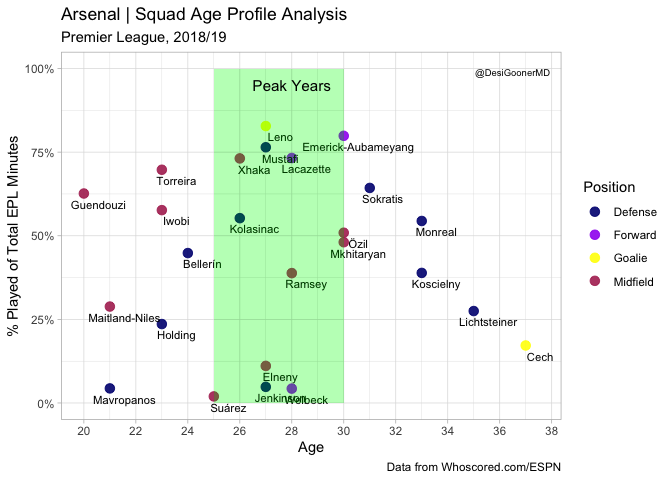 Arsenal | Squad Age Profile Analysis
Premier League, 2018/19
100%
@DesiGoonerMD
Peak Years
Leno
Emerick-Aubameyang
75%
Mustafi
Xhaka
Lacazette
Torreira
Sokratis
Guendouzi
Iwobi
Kolasinac
Monreal
50%
Özil
Mkhitaryan
Bellerín
Ramsey
Koscielny
Maitland-Niles
25%
Lichtsteiner
Holding
Cech
Elneny
Mavropanos
Jenkinson
Welbeck
Suárez
0%
20 22 24 26 28 30 32 34 36 38
Age
% Played of Total EPL Minutes
Position
Defense
Forward
Goalie
Midfield
Data from Whoscored.com/ESPN